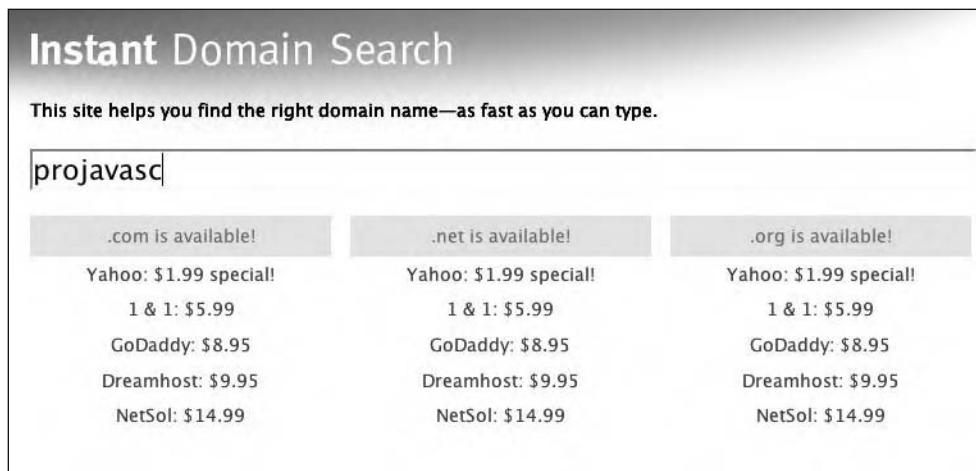 Instant Domain Search
This site helps you find the right domain name—as fast as you can type.
projavasc
.com is available!
Yahoo: $1.99 special!
1 & 1: $5.99
GoDaddy: $8.95
Dreamhost: $9.95
NetSol: $14.99
.net is available!
Yahoo: $1.99 special!
1 & 1: $5.99
GoDaddy: $8.95
Dreamhost: $9.95
NetSol: $14.99
.org is available!
Yahoo: $1.99 special!
1 & 1: $5.99
GoDaddy: $8.95
Dreamhost: $9.95
NetSol: $14.99